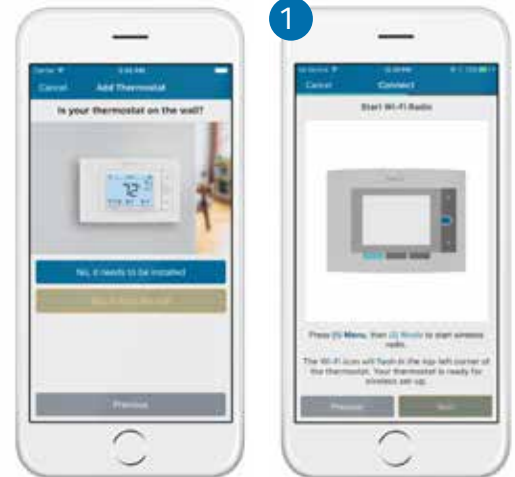 1
Cancel Add Thermostat
Is your thermostat on the wall?
72
No, it needs to be installed
Previous
Cancel Connect
Start Wi-Fi Radio
Press (1) Menu, then (2) Mode to start wireless
radio.
The Wi-Fi icon will flash in the top left corner of
the thermostat. Your thermostat is ready for
wireless set-up.
Previous Next